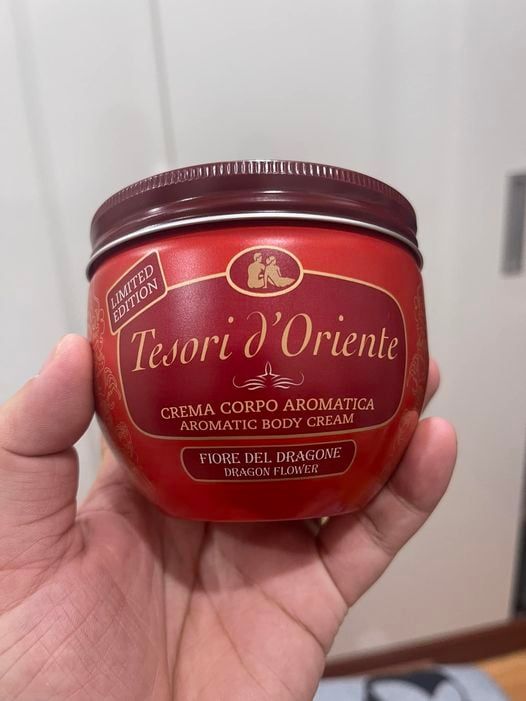 LIMITED
EDITION
Tesori d'Oriente
CREMA CORPO AROMATICA
AROMATIC BODY CREAM
FIORE DEL DRAGONE
DRAGON FLOWER